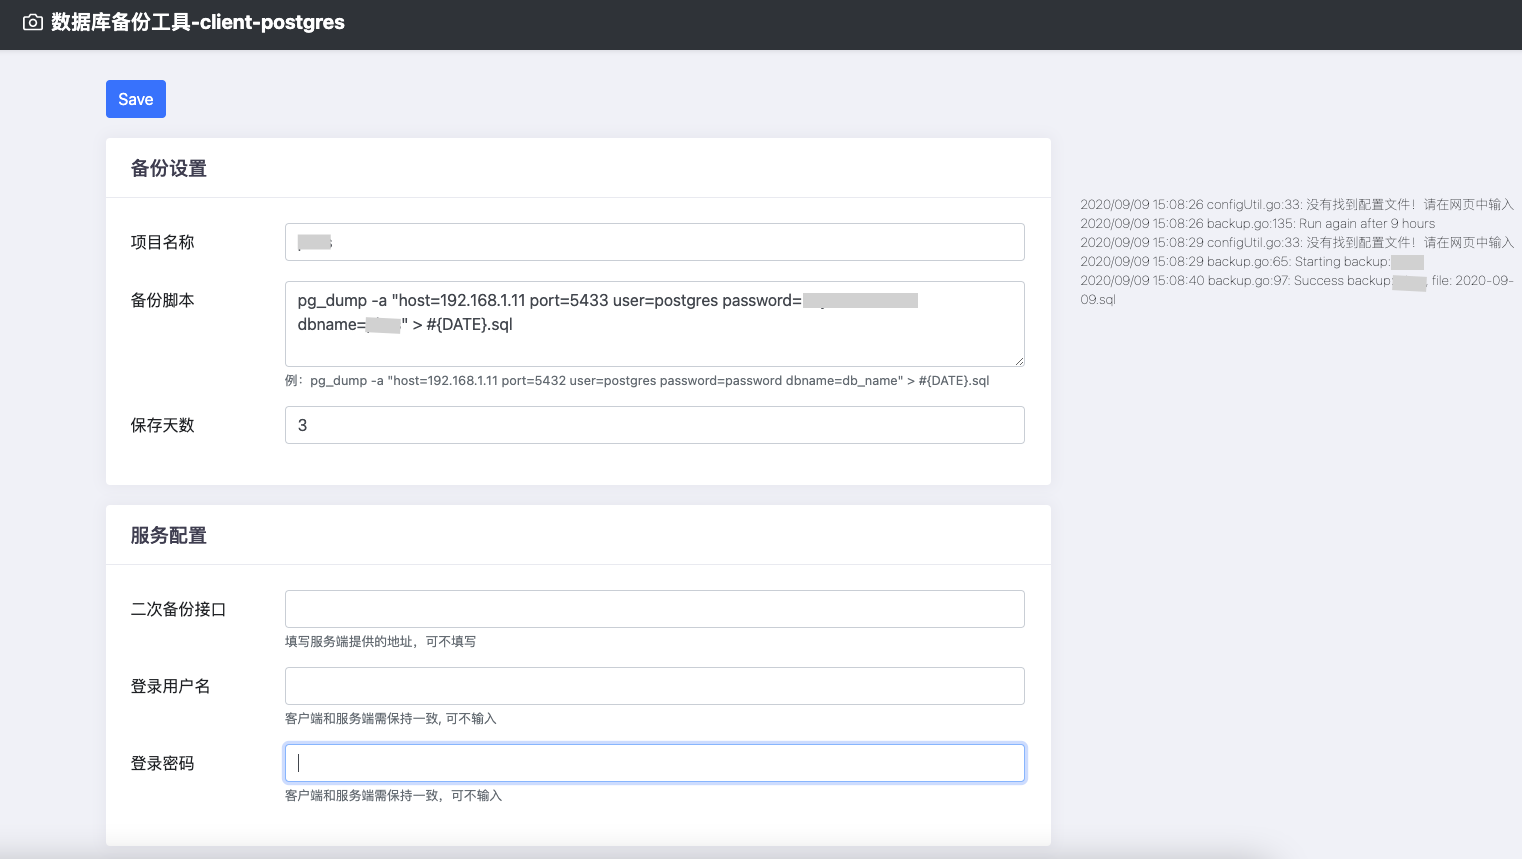 数据库备份工具-client-postgres
Save
备份设置
项目名称
备份脚本
pg_dump -a "host=192.168.1.11 port=5433 user=postgres password=
dbname= " > #{DATE}.sql
例：pg_dump -a "host=192.168.1.11 port=5432 user=postgres password=password dbname=db_name" > #{DATE}.sql
保存天数
3
服务配置
二次备份接口
填写服务端提供的地址，可不填写
登录用户名
客户端和服务端需保持一致, 可不输入
登录密码
客户端和服务端需保持一致，可不输入
2020/09/09 15:08:26 configUtil.go:33: 没有找到配置文件！请在网页中输入
2020/09/09 15:08:26 backup.go:135: Run again after 9 hours
2020/09/09 15:08:29 configUtil.go:33: 没有找到配置文件！请在网页中输入
2020/09/09 15:08:29 backup.go:65: Starting backup:
2020/09/09 15:08:40 backup.go:97: Success backup: , file: 2020-09-
09.sql